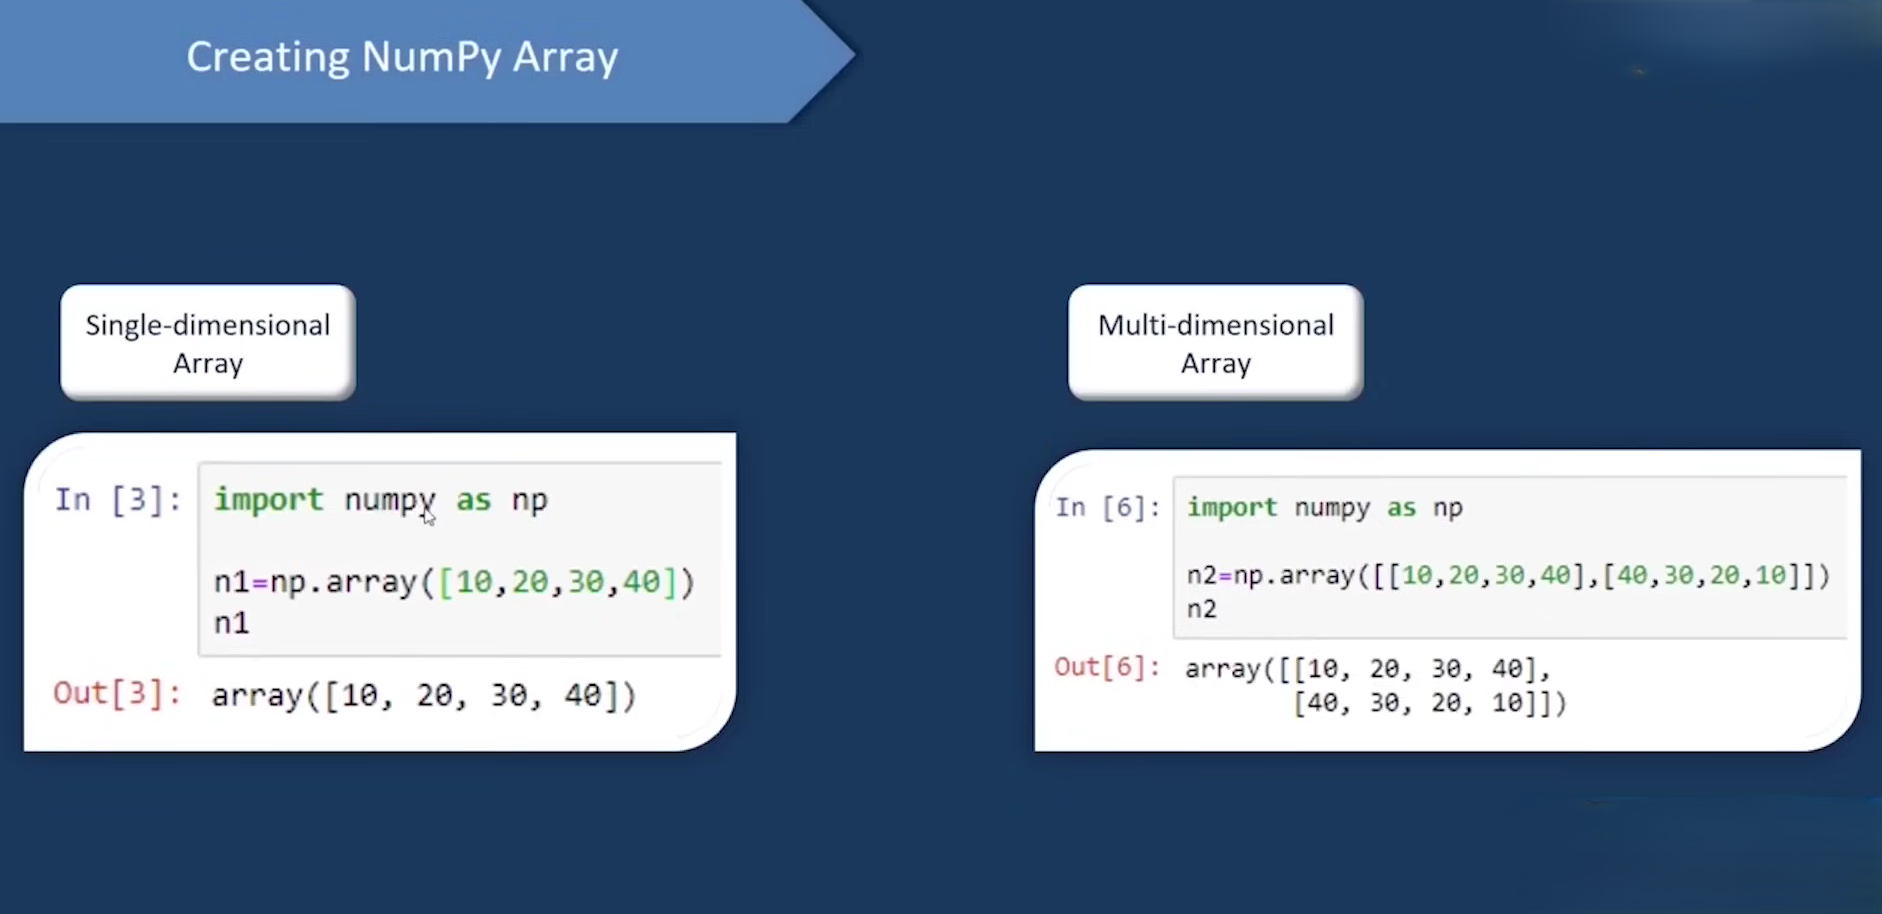 Creating NumPy Array
Single-dimensional
Array
In [3]: import numpy as np
n1=np.array([10,20,30,40])
n1
Out[3]: array([10, 20, 30, 40])
Multi-dimensional
Array
In [6]: import numpy as np
n2=np.array([[10,20,30,40],[40,30,20,10]])
n2
Out[6]: array([[10, 20, 30, 40],
[40, 30, 20, 10]])